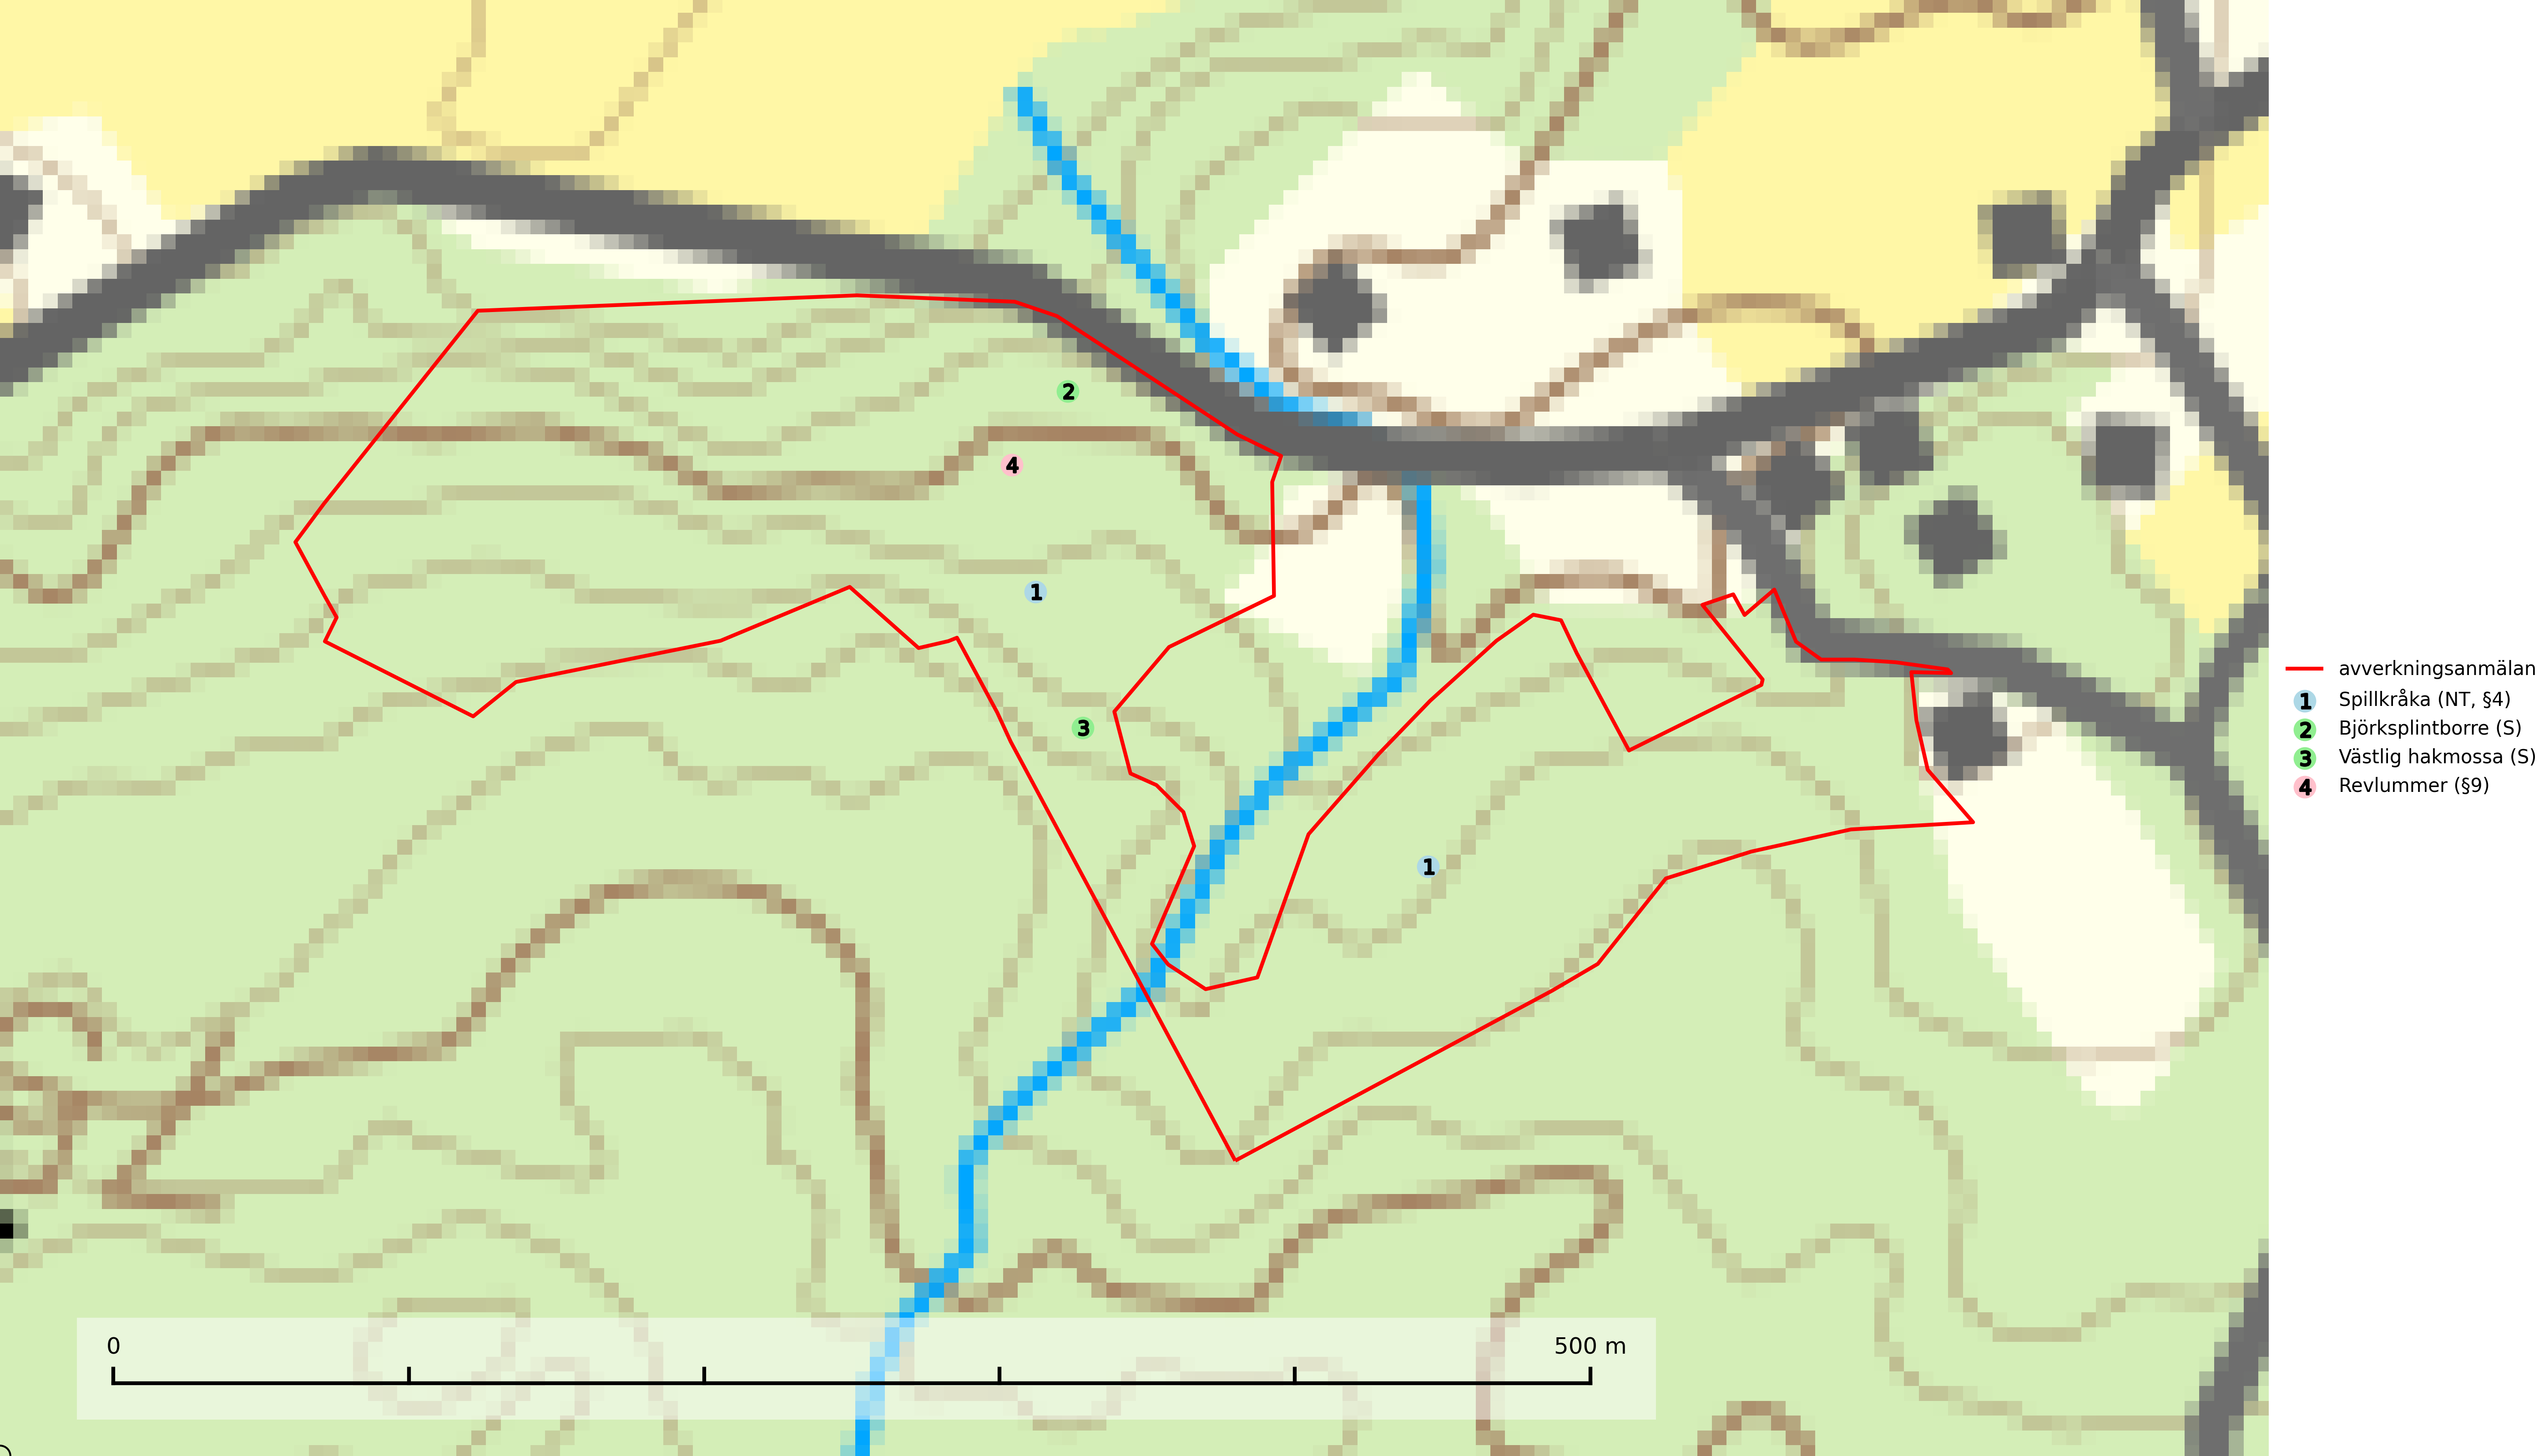 2
4
1
3
1
avverkningsanmälan
1 Spillkråka (NT, §4)
2 Björksplintborre (S)
3 Västlig hakmossa (S)
4 Revlummer (§9)
0 500 m